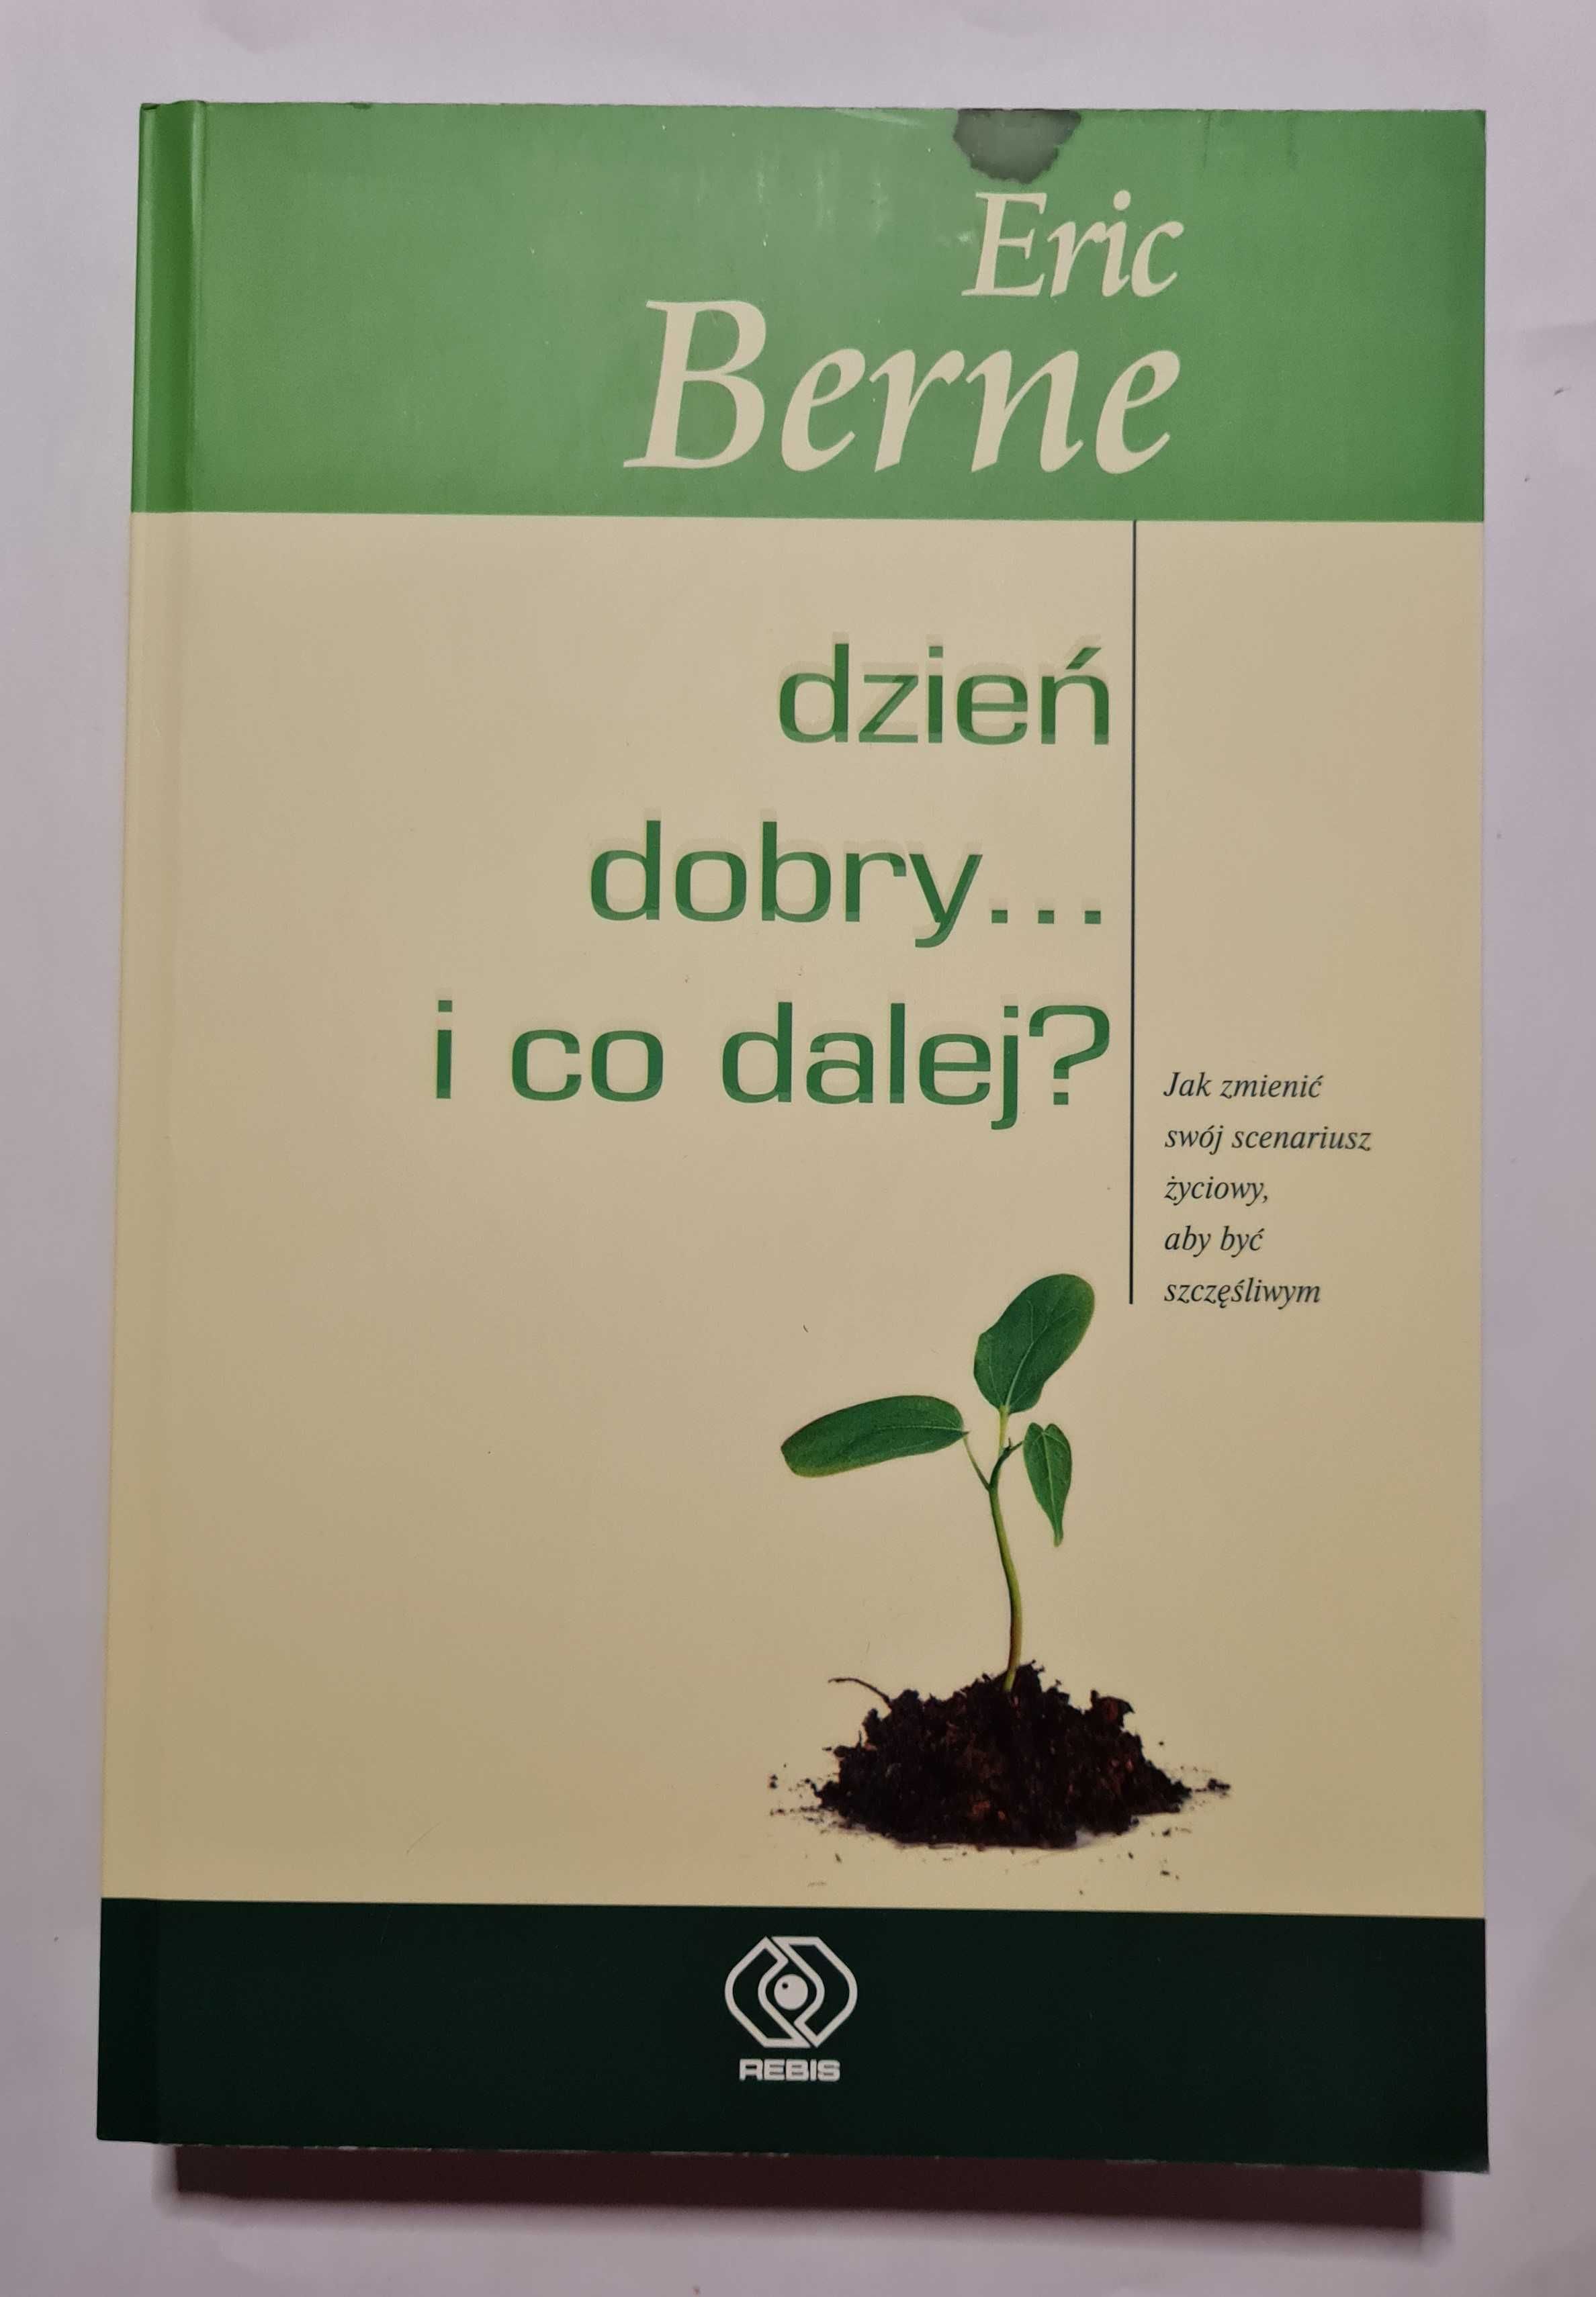 Eric
Berne
dzień
dobry...
i co dalej?
Jak zmienić
swój scenariusz
życiowy,
aby być
szczęśliwym
REBIS